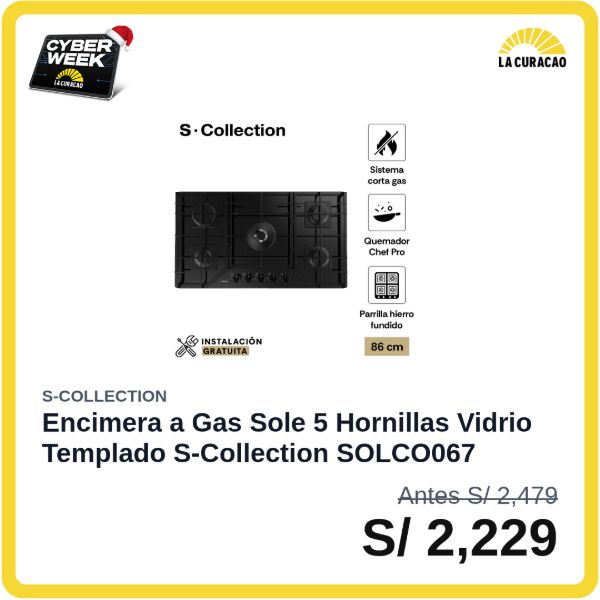 CYBER
WEEK
LA CURACAO
LA CURACAO
S·Collection
Sistema
corta gas
Quemador
Chef Pro
Parrilla hierro
fundido
86 cm
INSTALACIÓN
GRATUITA
S-COLLECTION
Encimera a Gas Sole 5 Hornillas Vidrio
Templado S-Collection SOLCO067
Antes S/ 2,479
S/ 2,229